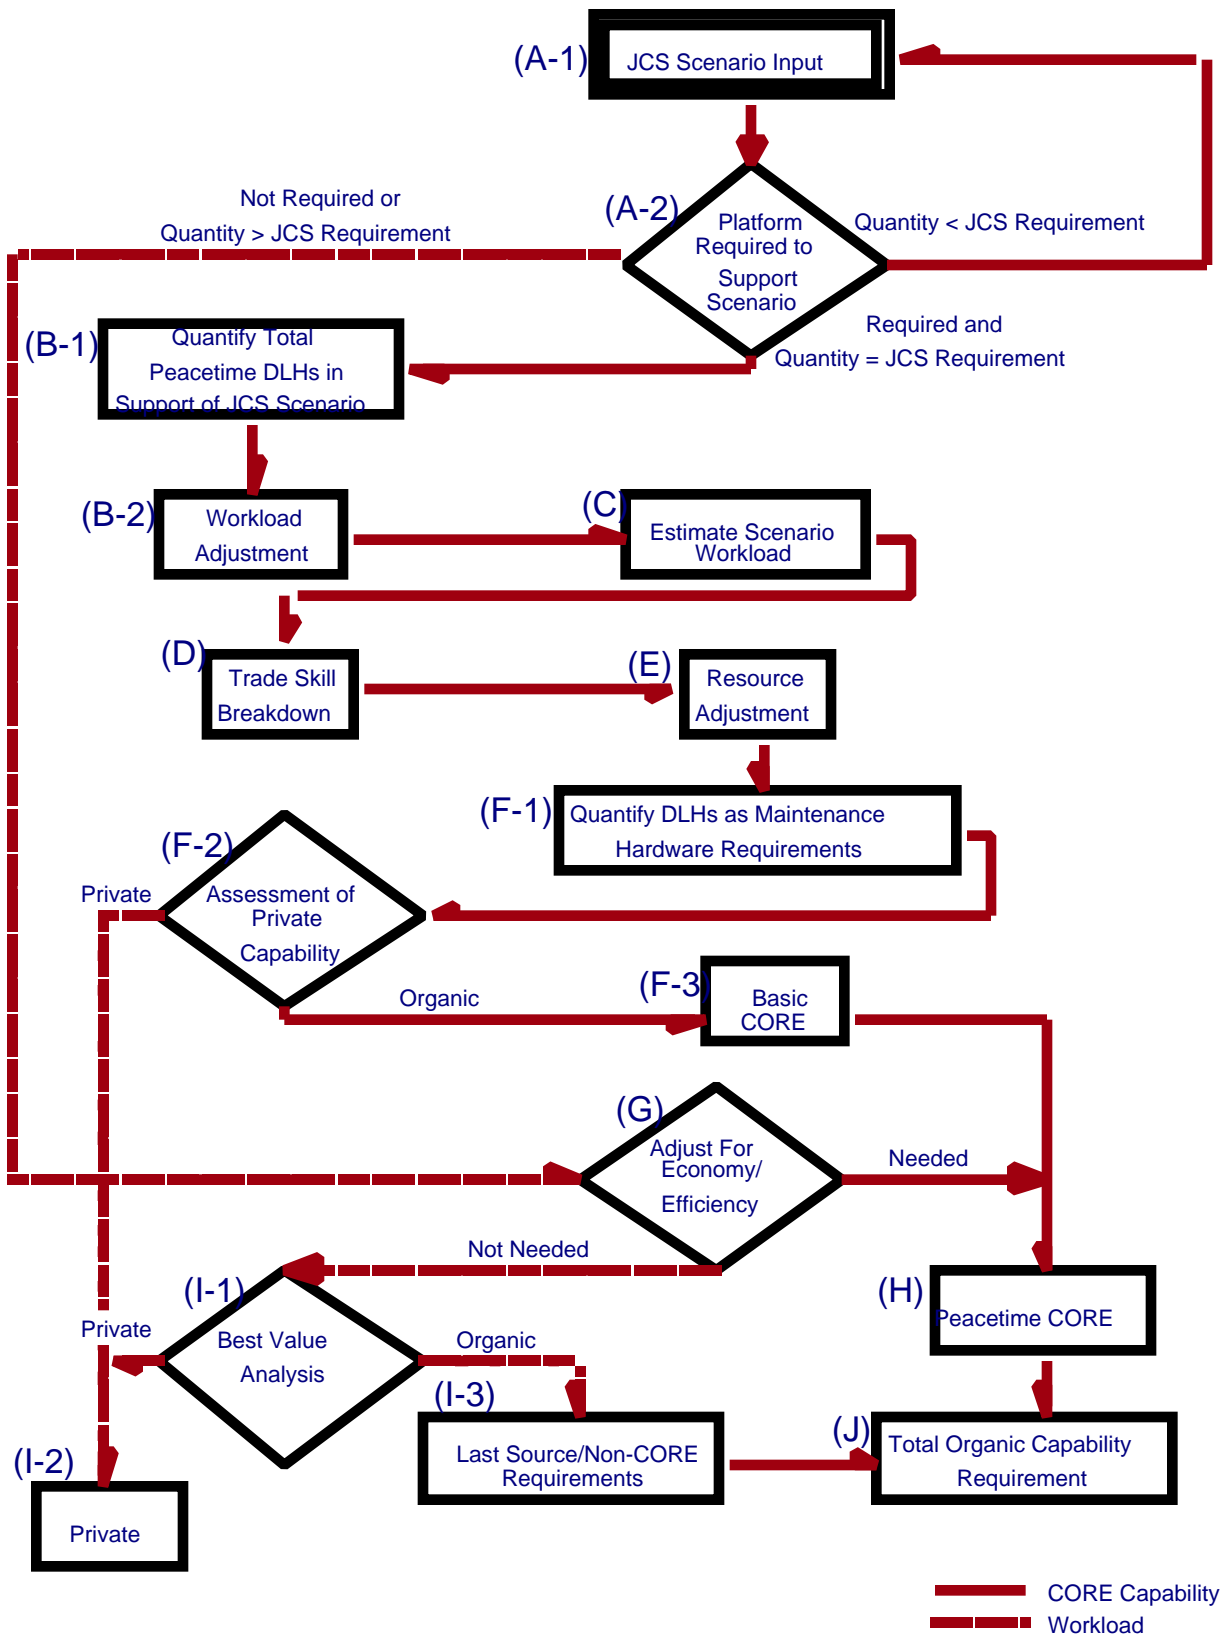 (A-1)
JCS Scenario Input
Not Required or
Quantity > JCS Requirement
(A-2)
Platform
Required to
Support
Scenario
Quantity < JCS Requirement
Required and
Quantity = JCS Requirement
(B-1)
Quantify Total
Peacetime DLHs in
Support of JCS Scenario
(B-2)
Workload
Adjustment
(C)
Estimate Scenario
Workload
(D)
Trade Skill
Breakdown
(E)
Resource
Adjustment
(F-1)
Quantify DLHs as Maintenance
Hardware Requirements
(F-2)
Private
Assessment of
Private
Capability
Organic
(F-3)
Basic
CORE
(G)
Adjust For
Economy/
Efficiency
Needed
Not Needed
(I-1)
Private
Best Value
Analysis
Organic
(H)
Peacetime CORE
(I-3)
Last Source/Non-CORE
Requirements
(J)
Total Organic Capability
Requirement
(I-2)
Private
CORE Capability
Workload